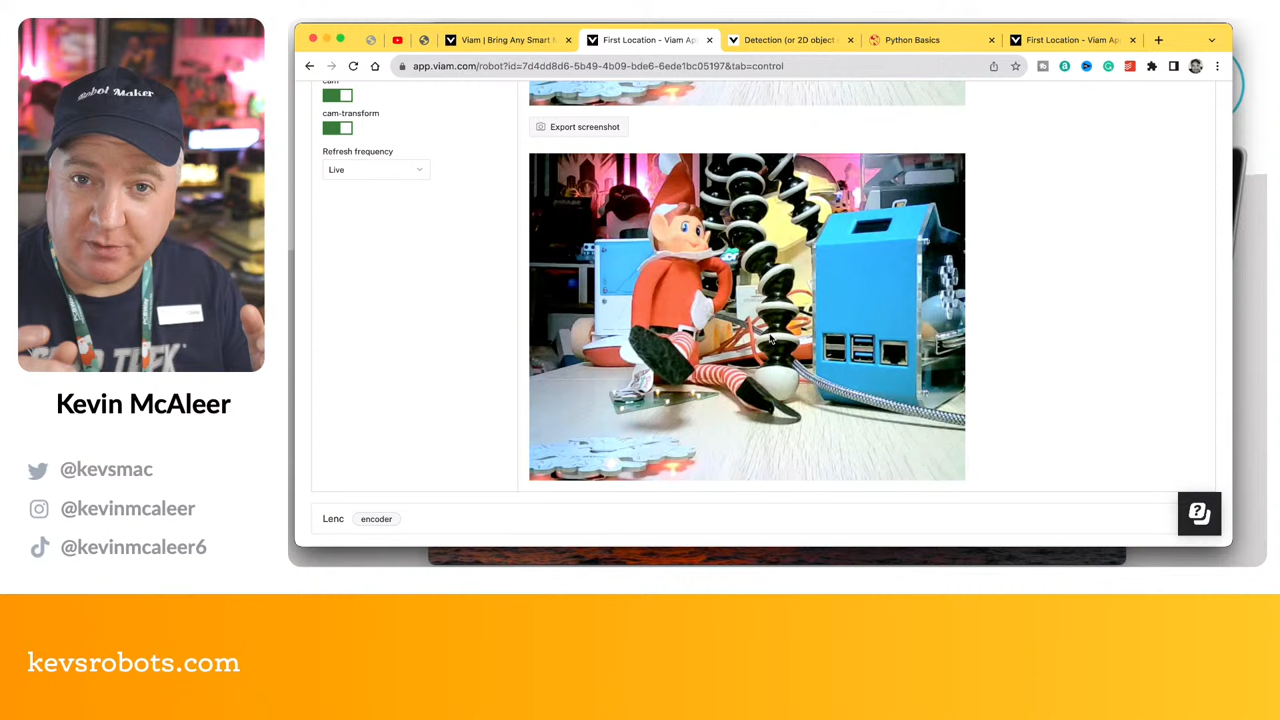 Robot Maker
Kevin McAleer
@kevsmac
@kevinmcaleer
@kevinmcaleer6
kevsrobots.com
Viam | Bring Any Smart M
First Location - Viam Ap
Detection (or 2D object
Python Basics
First Location - Viam Ap
app.viam.com/robot?id=7d4dd8d6-5b49-4b09-bde6-6ede1bc05197&tab=control
cam
cam-transform
Refresh frequency
Live
Export screenshot
Lenc encoder